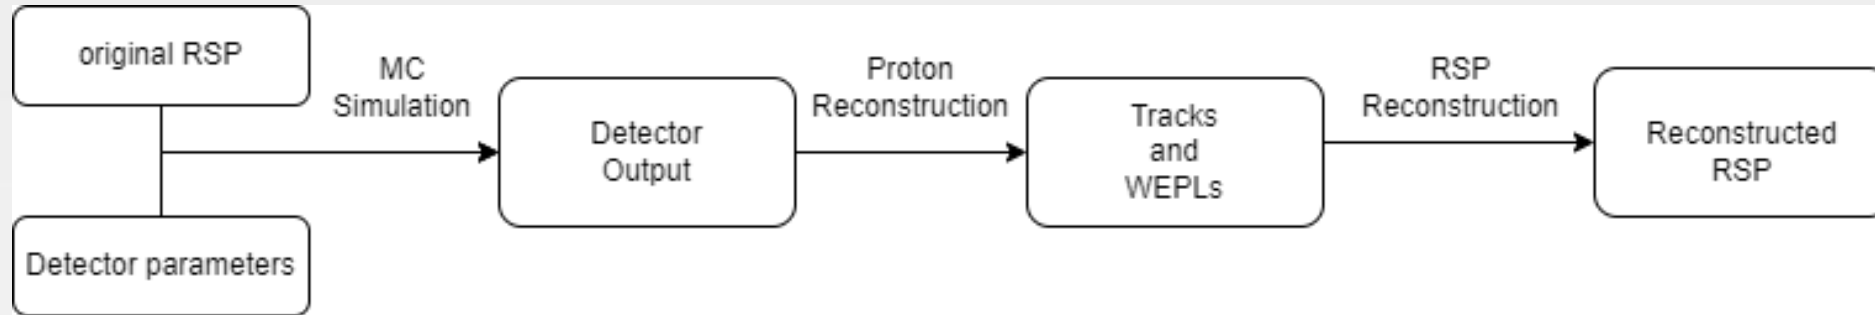 original RSP
Detector parameters
MC
Simulation
Detector
Output
Proton
Reconstruction
Tracks
and
WEPLs
RSP
Reconstruction
Reconstructed
RSP